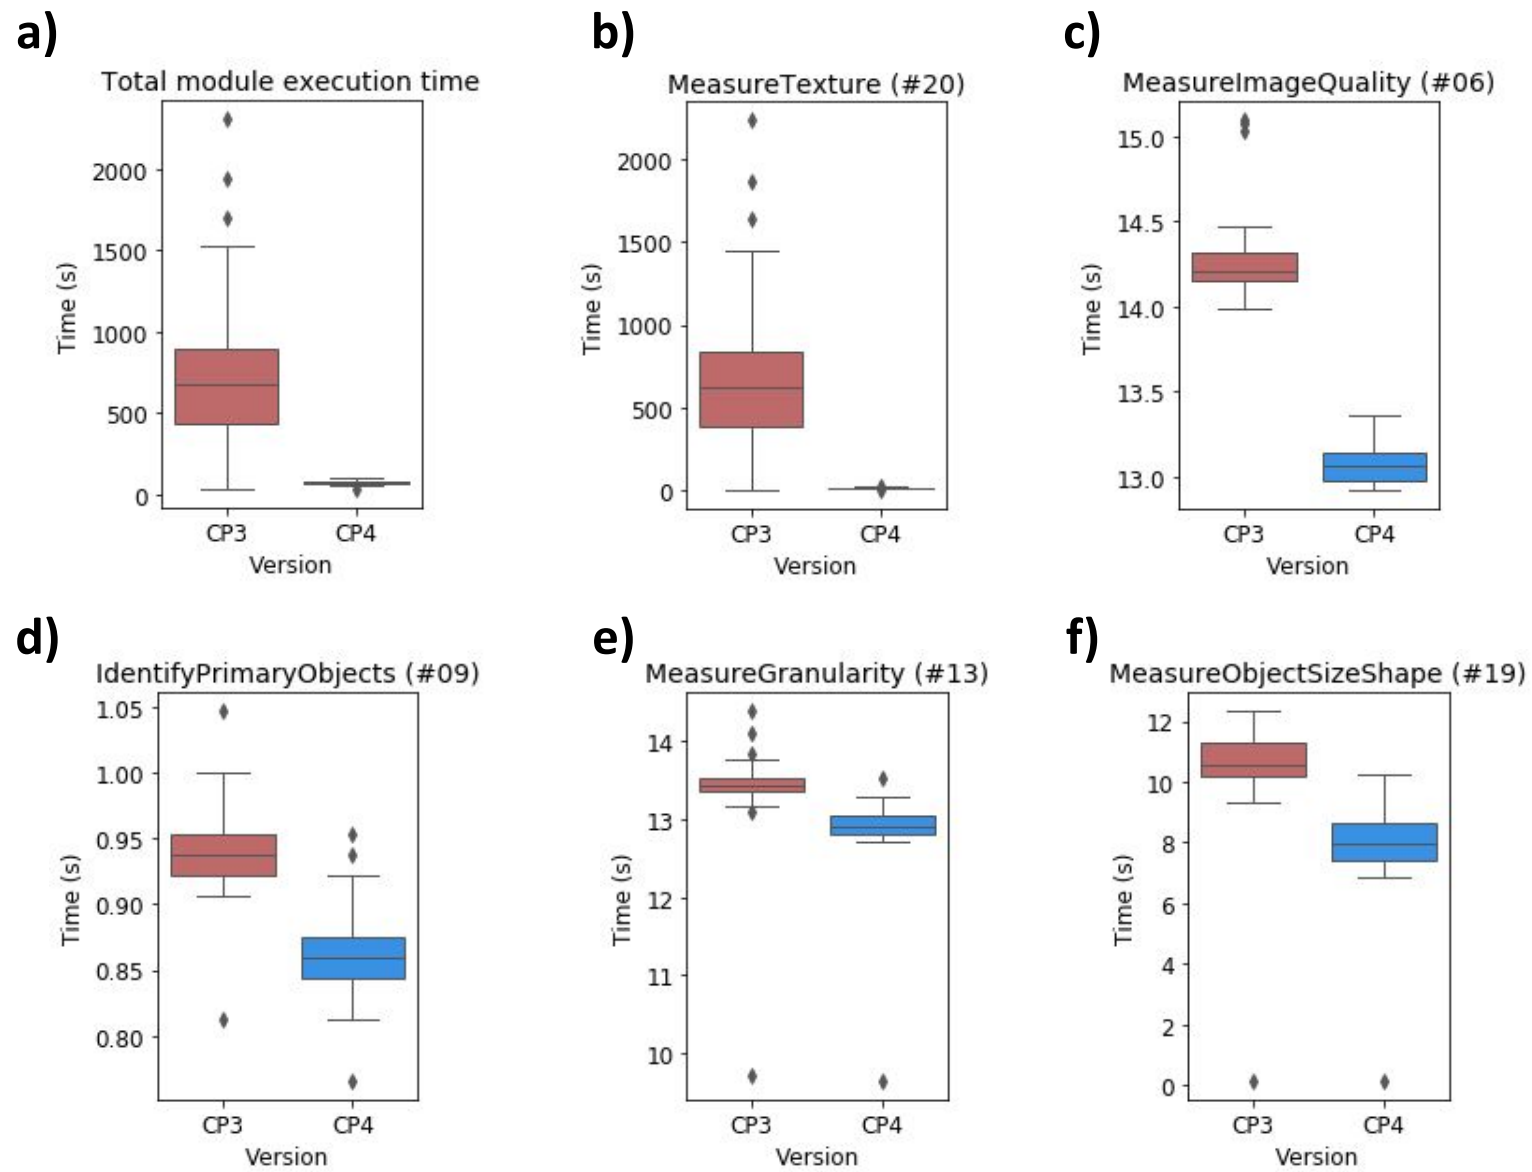 a)
Total module execution time
2000
1500
1000
500
0
Time (s)
CP3 CP4
Version
b)
MeasureTexture (#20)
2000
1500
1000
500
0
Time (s)
CP3 CP4
Version
c)
MeasureImageQuality (#06)
15.0
14.5
14.0
13.5
13.0
Time (s)
CP3 CP4
Version
d)
IdentifyPrimaryObjects (#09)
1.05
1.00
0.95
0.90
0.85
0.80
Time (s)
CP3 CP4
Version
e)
MeasureGranularity (#13)
14
13
12
11
10
Time (s)
CP3 CP4
Version
f)
MeasureObjectSizeShape (#19)
12
10
8
6
4
2
0
Time (s)
CP3 CP4
Version